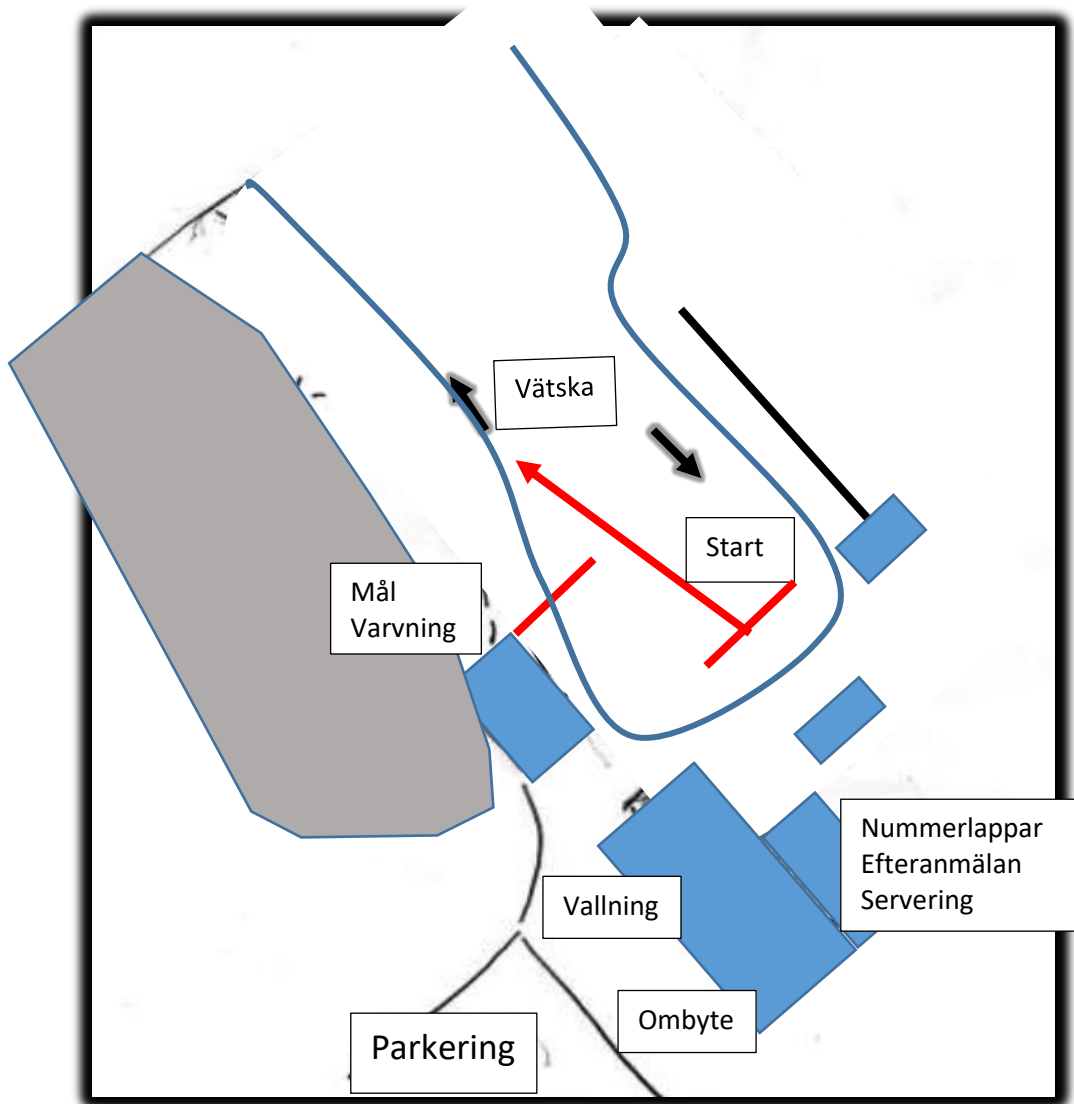 Vätska
Start
Mål
Varvning
Nummerlappar
Efteranmälan
Servering
Vallning
Ombyte
Parkering